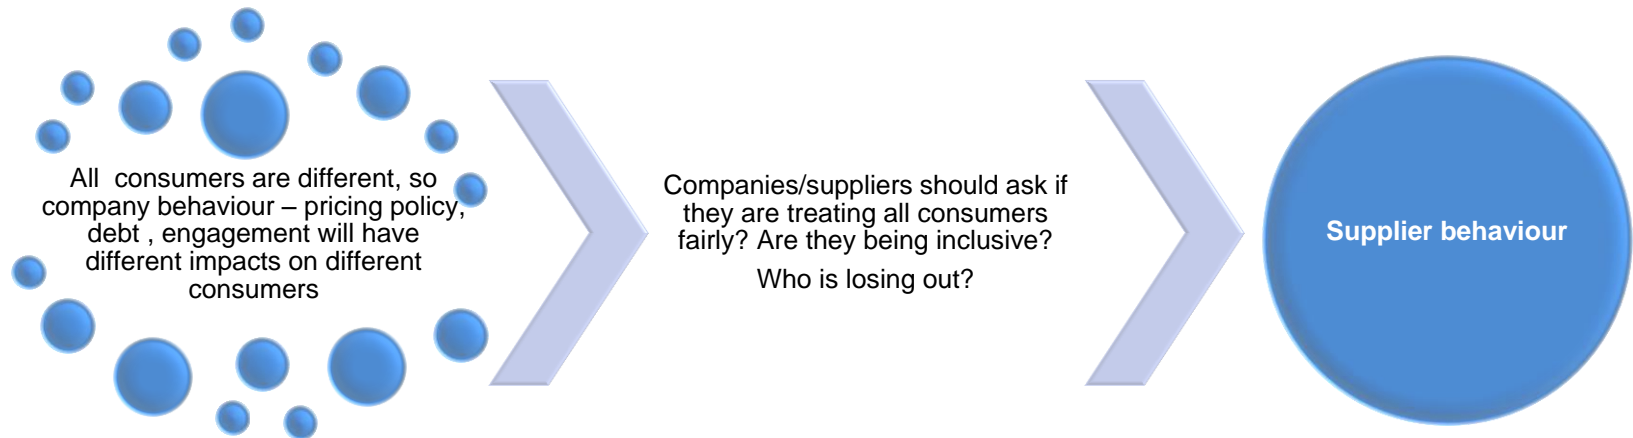 All  consumers are different, so
company behaviour – pricing policy,
debt , engagement will have
different impacts on different
consumers
Companies/suppliers should ask if
they are treating all consumers
fairly? Are they being inclusive?
Who is losing out?
Supplier behaviour